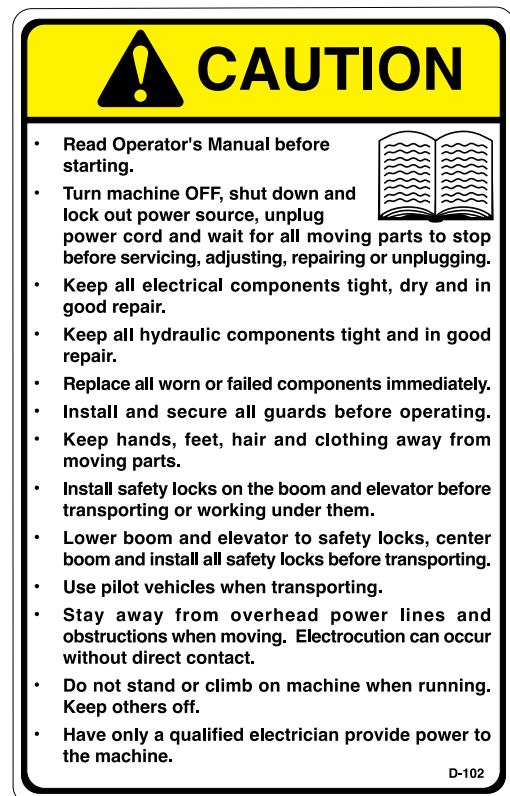 CAUTION
· Read Operator's Manual before
starting.
· Turn machine OFF, shut down and
lock out power source, unplug
power cord and wait for all moving parts to stop
before servicing, adjusting, repairing or unplugging.
· Keep all electrical components tight, dry and in
good repair.
· Keep all hydraulic components tight and in good
repair.
· Replace all worn or failed components immediately.
· Install and secure all guards before operating.
· Keep hands, feet, hair and clothing away from
moving parts.
· Install safety locks on the boom and elevator before
transporting or working under them.
· Lower boom and elevator to safety locks, center
boom and install all safety locks before transporting.
· Use pilot vehicles when transporting.
· Stay away from overhead power lines and
obstructions when moving. Electrocution can occur
without direct contact.
· Do not stand or climb on machine when running.
Keep others off.
· Have only a qualified electrician provide power to
the machine.
D-102